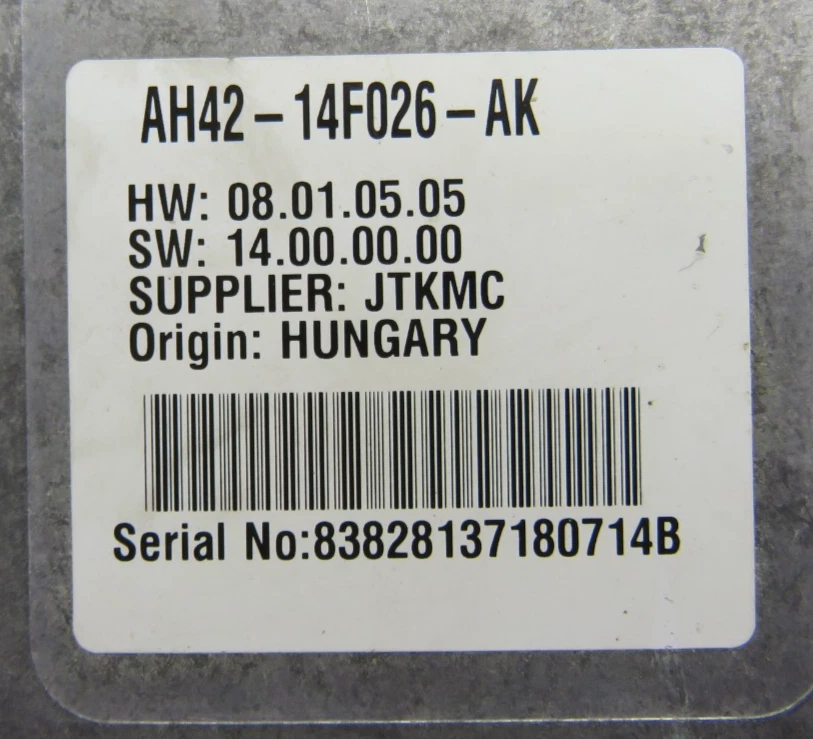 AH42-14F026-AK
HW: 08.01.05.05
SW: 14.00.00.00
SUPPLIER: JTKMC
Origin: HUNGARY
Serial No:83828137180714B